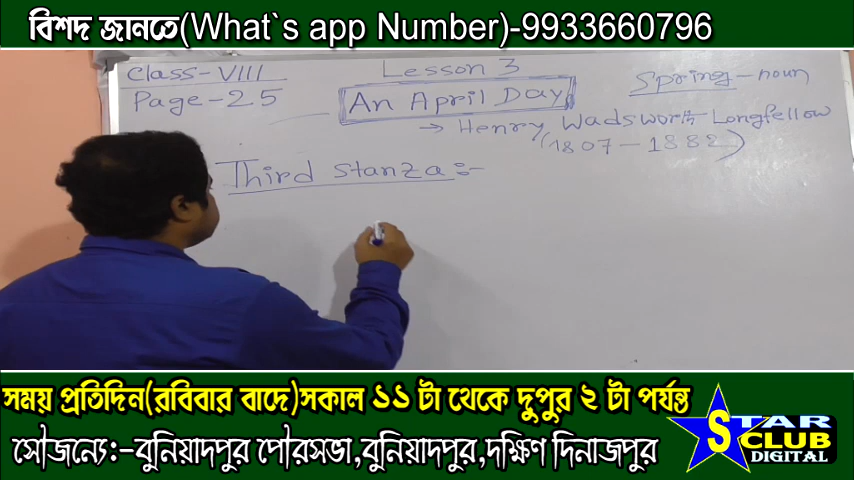 বিশদ জানতে(What`s app Number)-9933660796
Class-VIII
Page-25
Lesson 3
An April Day
Spring-noun
→ Henry Wadsworth Longfellow
(1807-1882)
Third Stanza:-
সময় প্রতিদিন(রবিবার বাদে)সকাল ১১ টা থেকে দুপুর ২ টা পর্যন্ত
সৌজন্যে:-বুনিয়াদপুর পৌরসভা,বুনিয়াদপুর,দক্ষিণ দিনাজপুর
STAR
CLUB
DIGITAL